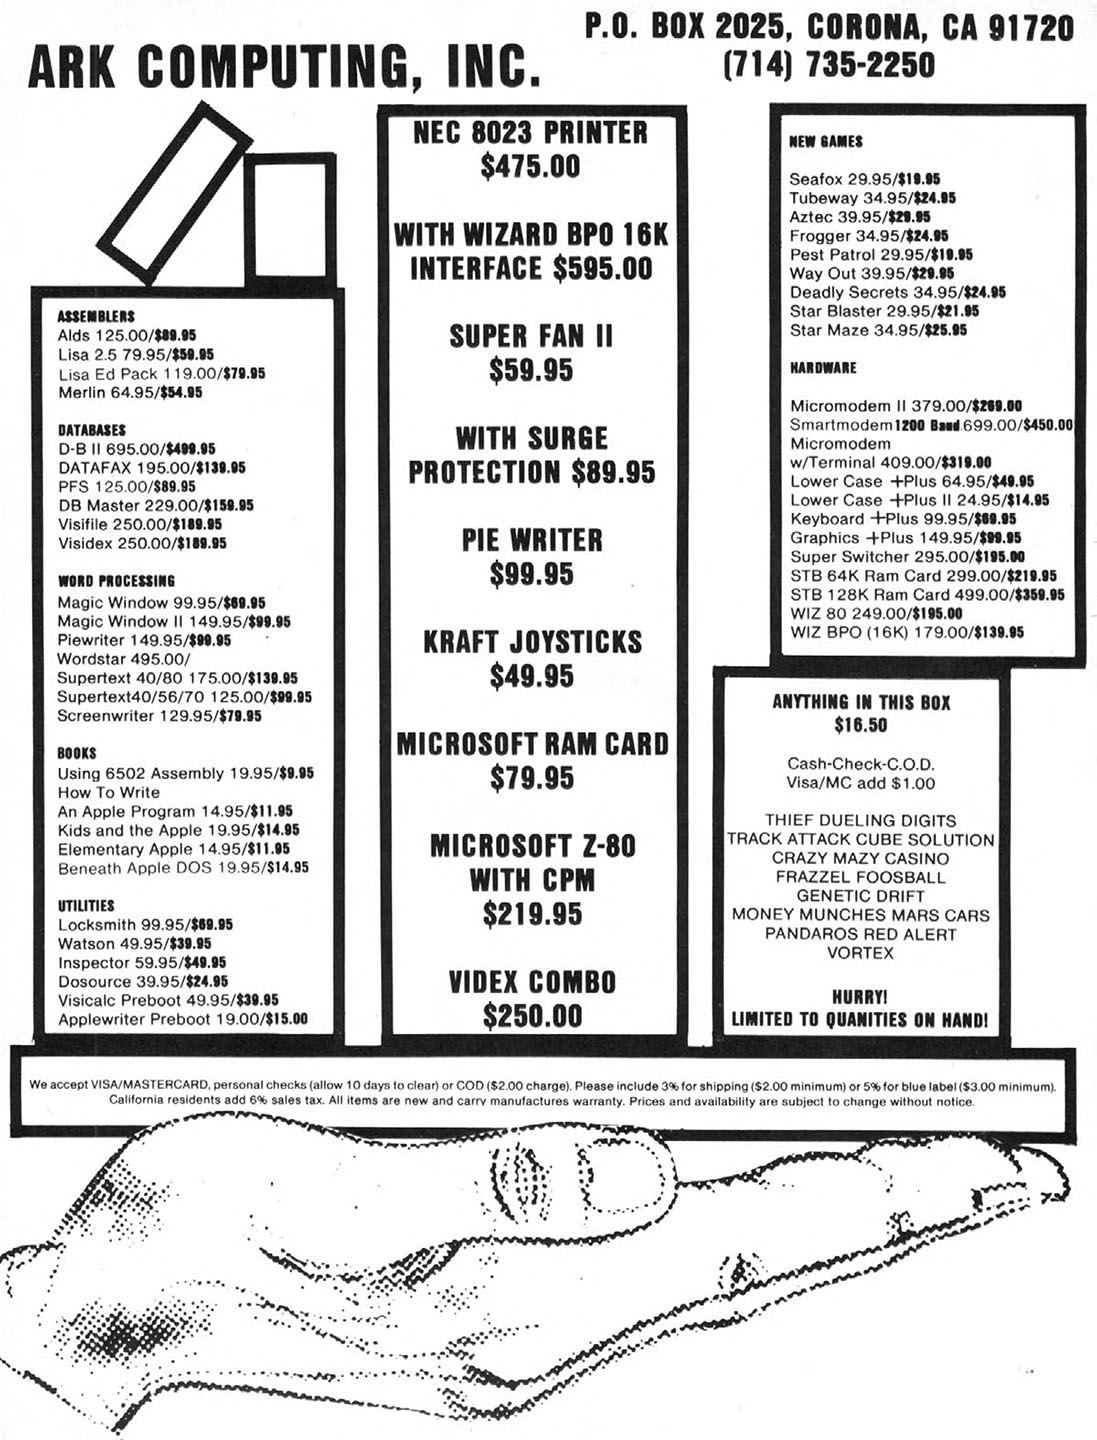 ARK COMPUTING, INC.
P.O. BOX 2025, CORONA, CA 91720
(714) 735-2250
ASSEMBLERS
Alds 125.00/$89.95
Lisa 2.5 79.95/$59.95
Lisa Ed Pack 119.00/$79.95
Merlin 64.95/$54.95
DATABASES
D-B II 695.00/$499.95
DATAFAX 195.00/$139.95
PFS 125.00/$89.95
DB Master 229.00/$159.95
Visifile 250.00/$189.95
Visidex 250.00/$189.95
WORD PROCESSING
Magic Window 99.95/$69.95
Magic Window II 149.95/$99.95
Piewriter 149.95/$99.95
Wordstar 495.00/
Supertext 40/80 175.00/$139.95
Supertext40/56/70 125.00/$99.95
Screenwriter 129.95/$79.95
BOOKS
Using 6502 Assembly 19.95/$9.95
How To Write
An Apple Program 14.95/$11.95
Kids and the Apple 19.95/$14.95
Elementary Apple 14.95/$11.95
Beneath Apple DOS 19.95/$14.95
UTILITIES
Locksmith 99.95/$69.95
Watson 49.95/$39.95
Inspector 59.95/$49.95
Dosource 39.95/$24.95
Visicalc Preboot 49.95/$39.95
Applewriter Preboot 19.00/$15.00
NEC 8023 PRINTER
$475.00
WITH WIZARD BPO 16K
INTERFACE $595.00
SUPER FAN II
$59.95
WITH SURGE
PROTECTION $89.95
PIE WRITER
$99.95
KRAFT JOYSTICKS
$49.95
MICROSOFT RAM CARD
$79.95
MICROSOFT Z-80
WITH CPM
$219.95
VIDEX COMBO
$250.00
NEW GAMES
Seafox 29.95/$19.95
Tubeway 34.95/$24.95
Aztec 39.95/$29.95
Frogger 34.95/$24.95
Pest Patrol 29.95/$19.95
Way Out 39.95/$29.95
Deadly Secrets 34.95/$24.95
Star Blaster 29.95/$21.95
Star Maze 34.95/$25.95
HARDWARE
Micromodem II 379.00/$269.00
Smartmodem 1200 Baud 699.00/$450.00
Micromodem
w/Terminal 409.00/$319.00
Lower Case +Plus 64.95/$49.95
Lower Case +Plus II 24.95/$14.95
Keyboard +Plus 99.95/$69.95
Graphics +Plus 149.95/$99.95
Super Switcher 295.00/$195.00
STB 64K Ram Card 299.00/$219.95
STB 128K Ram Card 499.00/$359.95
WIZ 80 249.00/$195.00
WIZ BPO (16K) 179.00/$139.95
ANYTHING IN THIS BOX
$16.50
Cash-Check-C.O.D.
Visa/MC add $1.00
THIEF DUELING DIGITS
TRACK ATTACK CUBE SOLUTION
CRAZY MAZY CASINO
FRAZZEL FOOSBALL
GENETIC DRIFT
MONEY MUNCHES MARS CARS
PANDAROS RED ALERT
VORTEX
HURRY!
LIMITED TO QUANITIES ON HAND!
We accept VISA/MASTERCARD, personal checks (allow 10 days to clear) or COD ($2.00 charge). Please include 3% for shipping ($2.00 minimum) or 5% for blue label ($3.00 minimum).
California residents add 6% sales tax. All items are new and carry manufactures warranty. Prices and availability are subject to change without notice.